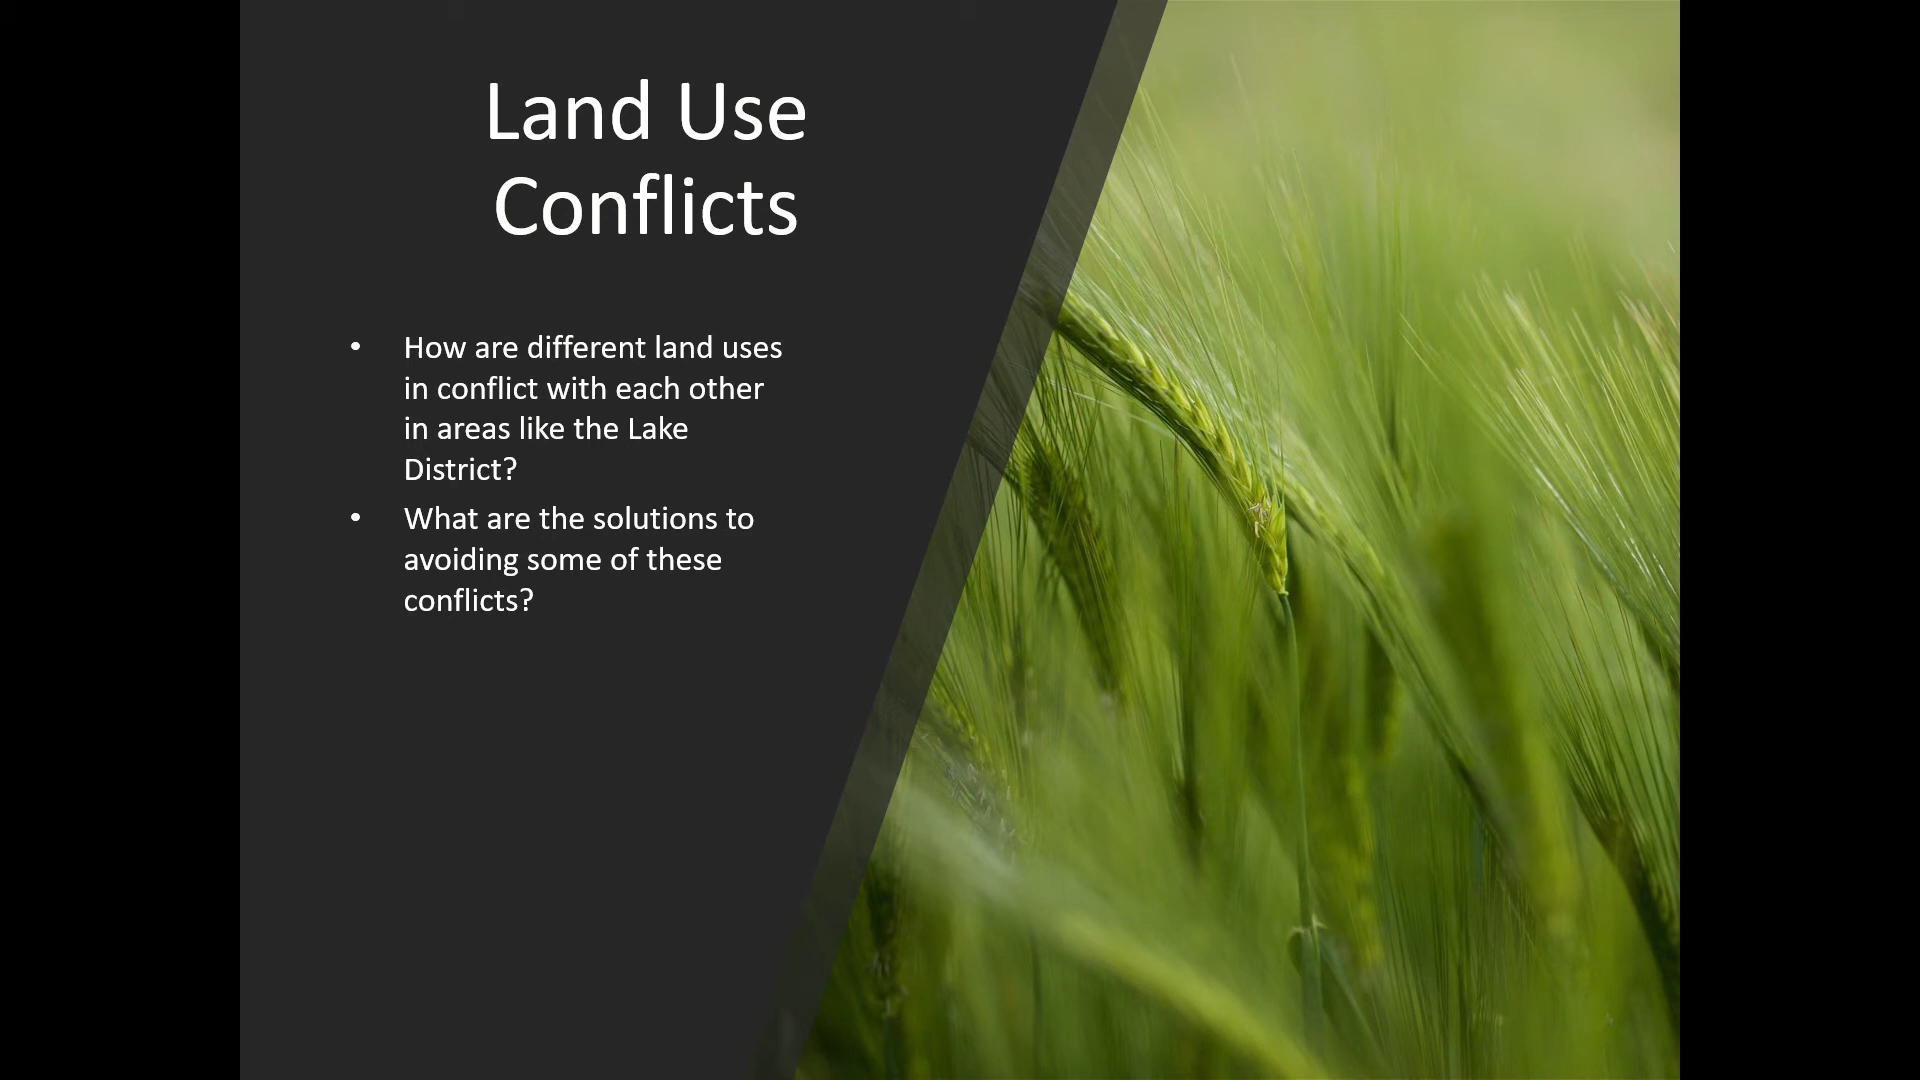 Land Use
Conflicts
• How are different land uses
in conflict with each other
in areas like the Lake
District?
• What are the solutions to
avoiding some of these
conflicts?